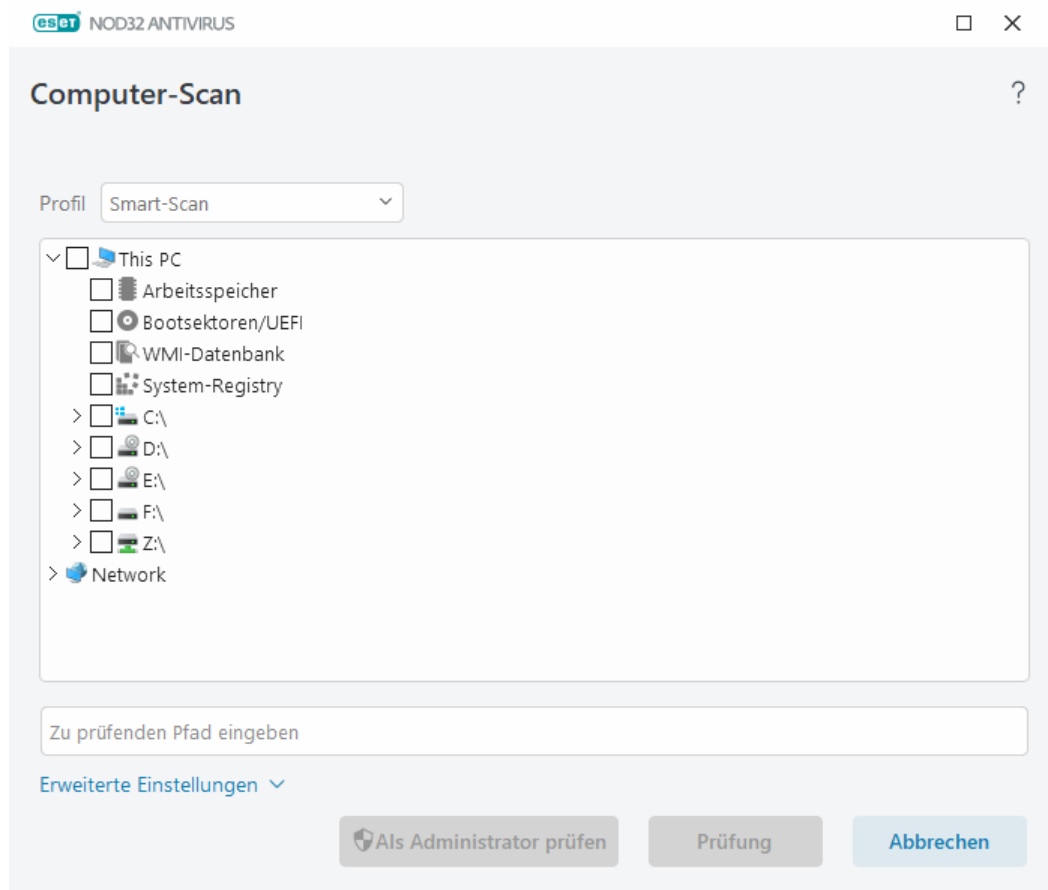 eset NOD32 ANTIVIRUS
Computer-Scan
?
Profil Smart-Scan
This PC
Arbeitsspeicher
Bootsektoren/UEFI
WMI-Datenbank
System-Registry
C:\
D:\
E:\
F:\
Z:\
Network
Zu prüfenden Pfad eingeben
Erweiterte Einstellungen
Als Administrator prüfen Prüfung Abbrechen